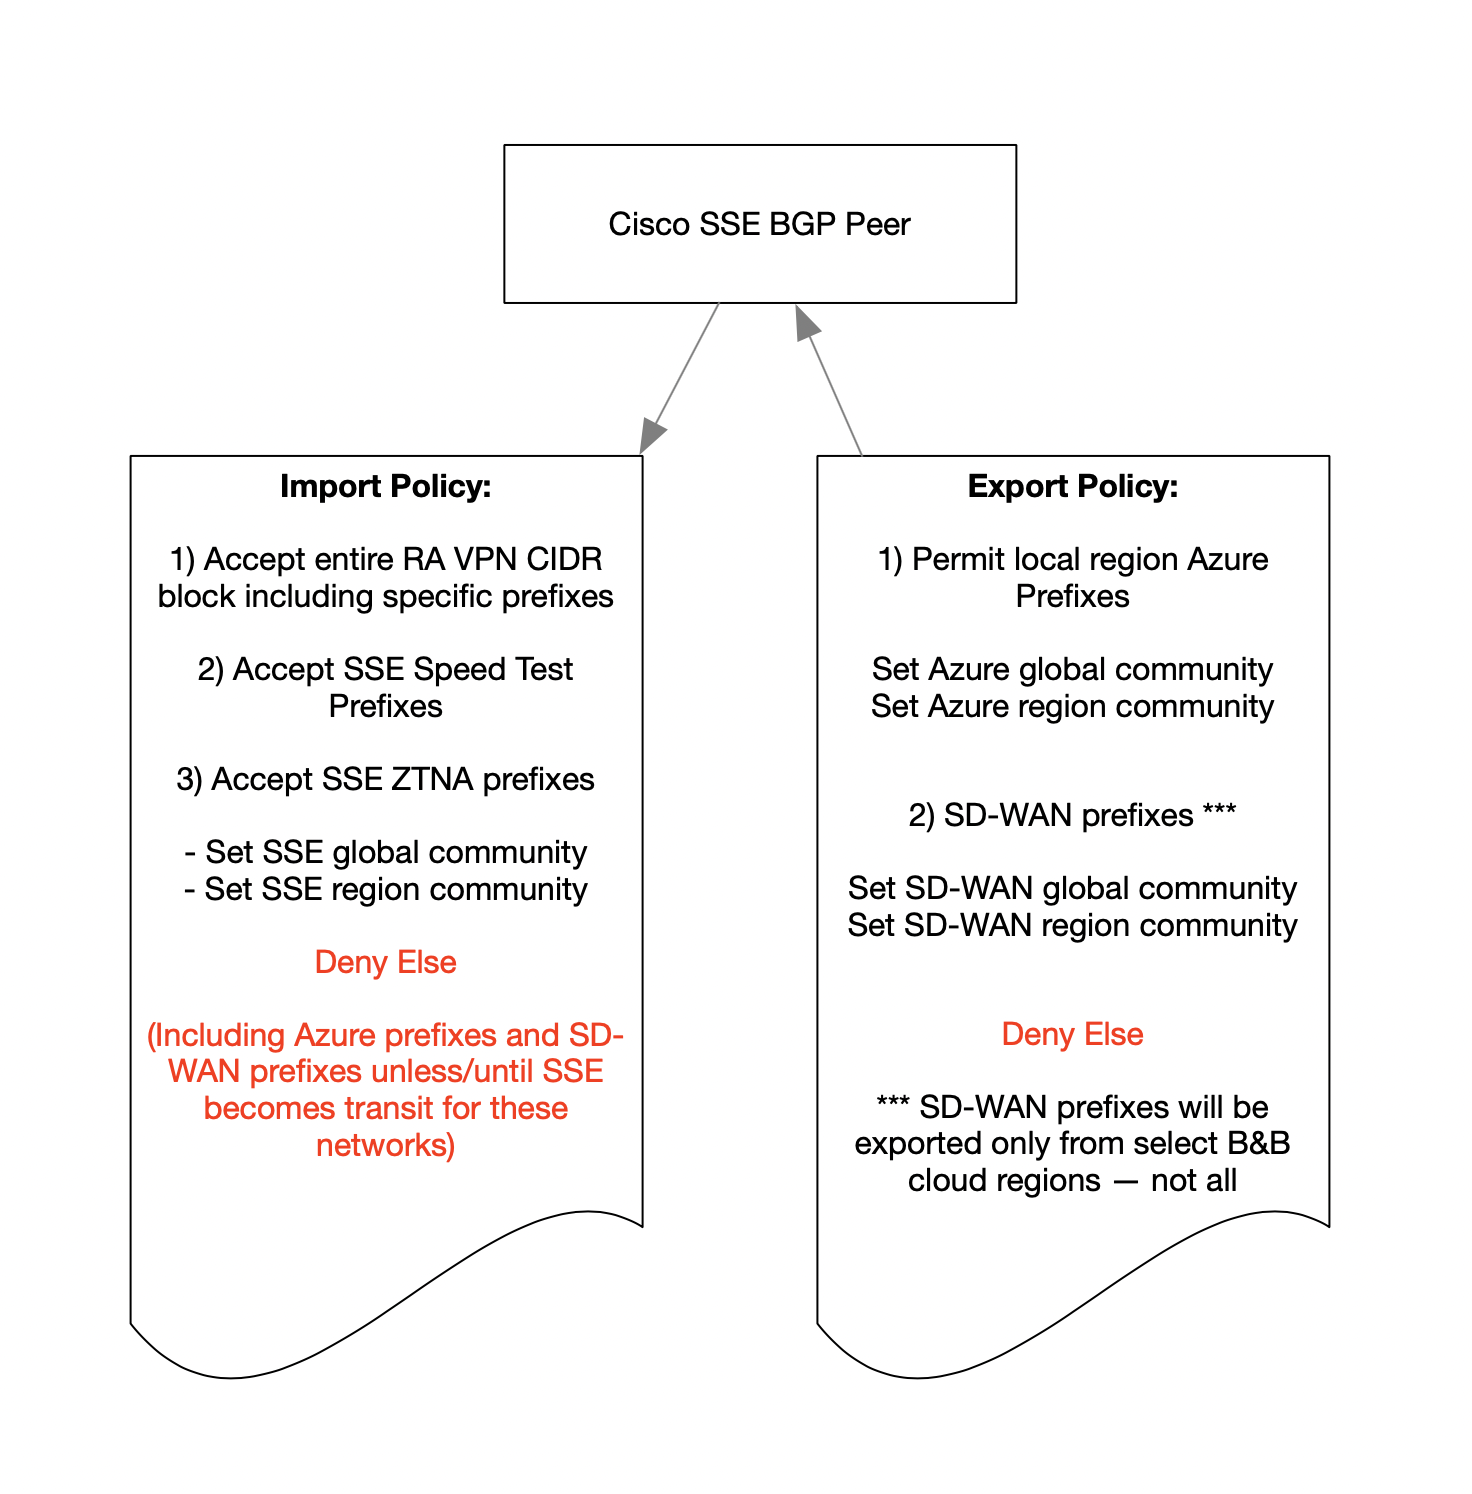 Cisco SSE BGP Peer
Import Policy:
1) Accept entire RA VPN CIDR
block including specific prefixes
2) Accept SSE Speed Test
Prefixes
3) Accept SSE ZTNA prefixes
- Set SSE global community
- Set SSE region community
Deny Else
(Including Azure prefixes and SD-
WAN prefixes unless/until SSE
becomes transit for these
networks)
Export Policy:
1) Permit local region Azure
Prefixes
Set Azure global community
Set Azure region community
2) SD-WAN prefixes ***
Set SD-WAN global community
Set SD-WAN region community
Deny Else
*** SD-WAN prefixes will be
exported only from select B&B
cloud regions — not all